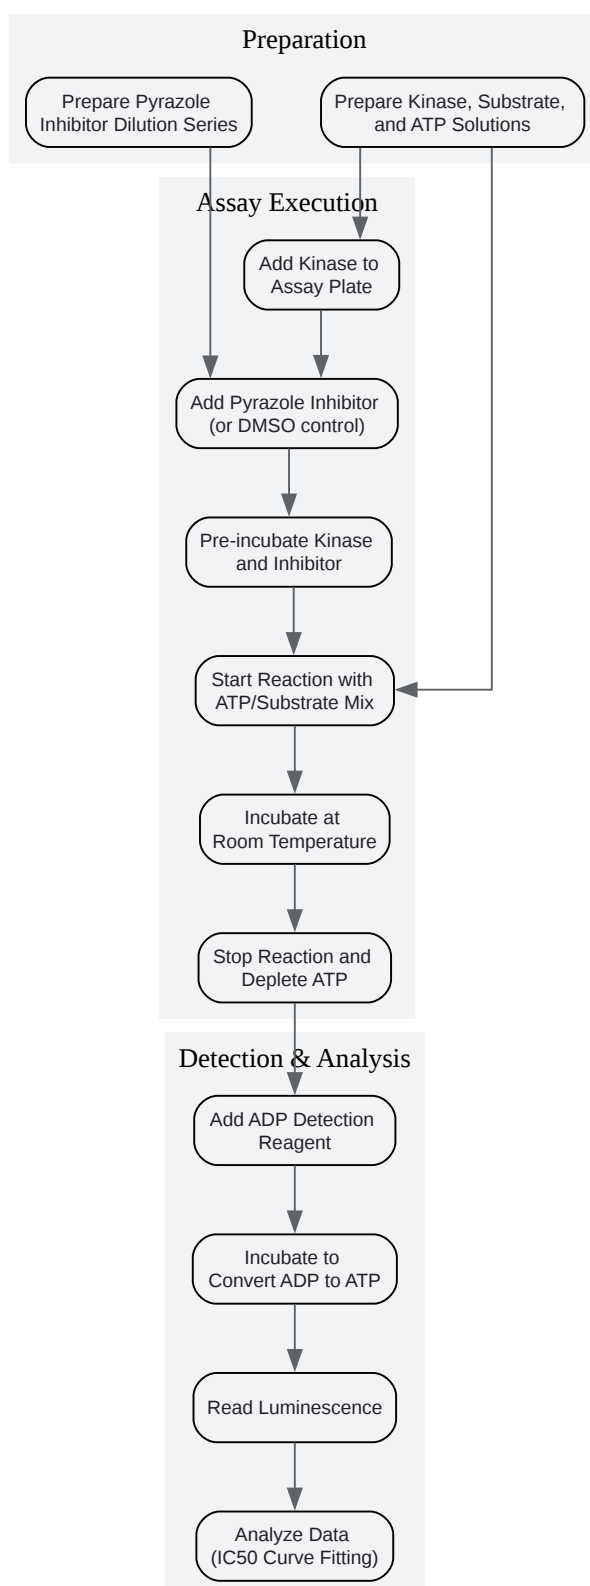 Preparation
Prepare Pyrazole
Inhibitor Dilution Series
Prepare Kinase, Substrate,
and ATP Solutions
Assay Execution
Add Kinase to
Assay Plate
Add Pyrazole Inhibitor
(or DMSO control)
Pre-incubate Kinase
and Inhibitor
Start Reaction with
ATP/Substrate Mix
Incubate at
Room Temperature
Stop Reaction and
Deplete ATP
Detection & Analysis
Add ADP Detection
Reagent
Incubate to
Convert ADP to ATP
Read Luminescence
Analyze Data
(IC50 Curve Fitting)